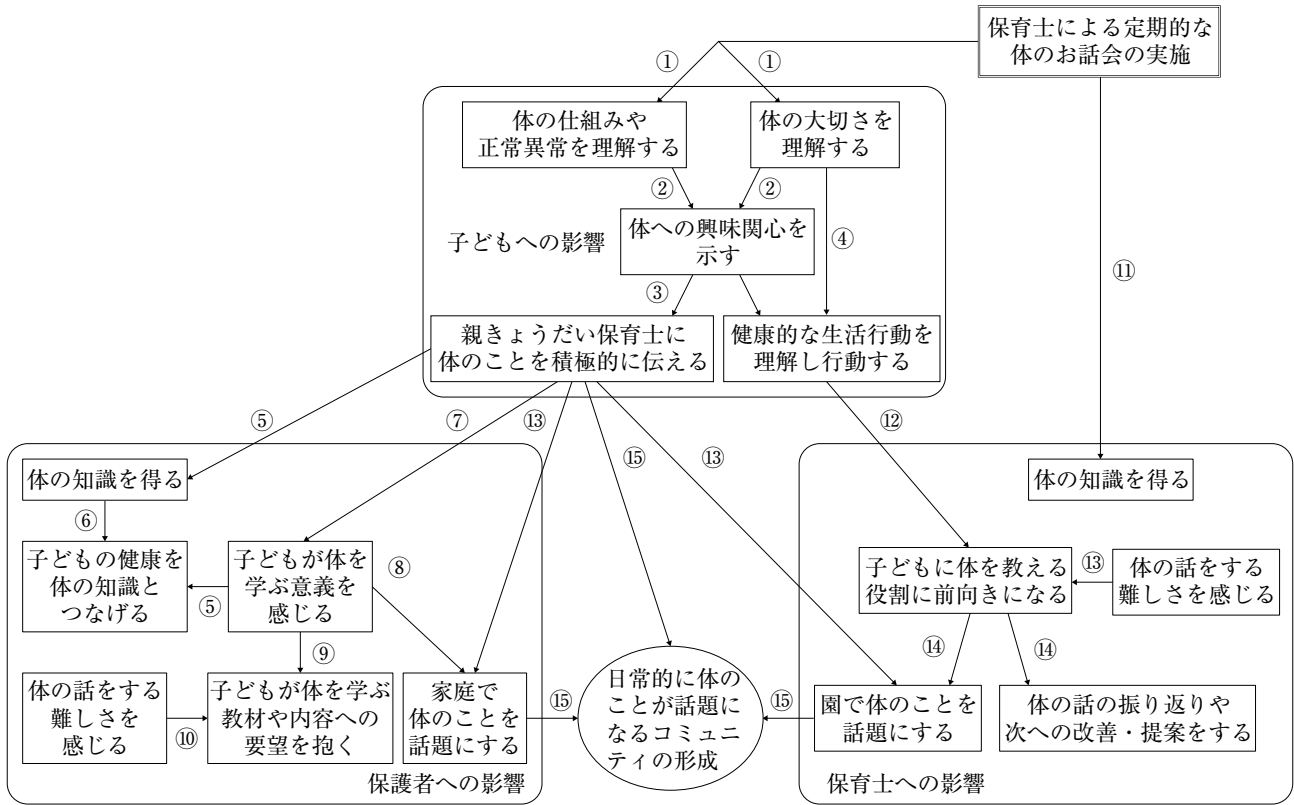 保育士による定期的な
体のお話会の実施
①
①
体の仕組みや
正常異常を理解する
体の大切さを
理解する
②
②
体への興味関心を
示す
子どもへの影響
④
③
⑪
親きょうだい保育士に
体のことを積極的に伝える
健康的な生活行動を
理解し行動する
⑤
⑦
⑬
⑮
⑬
⑫
体の知識を得る
体の知識を得る
⑥
子どもの健康を
体の知識と
つなげる
⑤
子どもが体を
学ぶ意義を
感じる
⑧
子どもに体を教える
役割に前向きになる
⑬
体の話をする
難しさを感じる
⑨
⑭
⑭
体の話をする
難しさを
感じる
⑩
子どもが体を学ぶ
教材や内容への
要望を抱く
家庭で
体のことを
話題にする
⑮
日常的に体の
ことが話題に
なるコミュニ
ティの形成
⑮
園で体のことを
話題にする
体の話の振り返りや
次への改善・提案をする
保護者への影響
保育士への影響